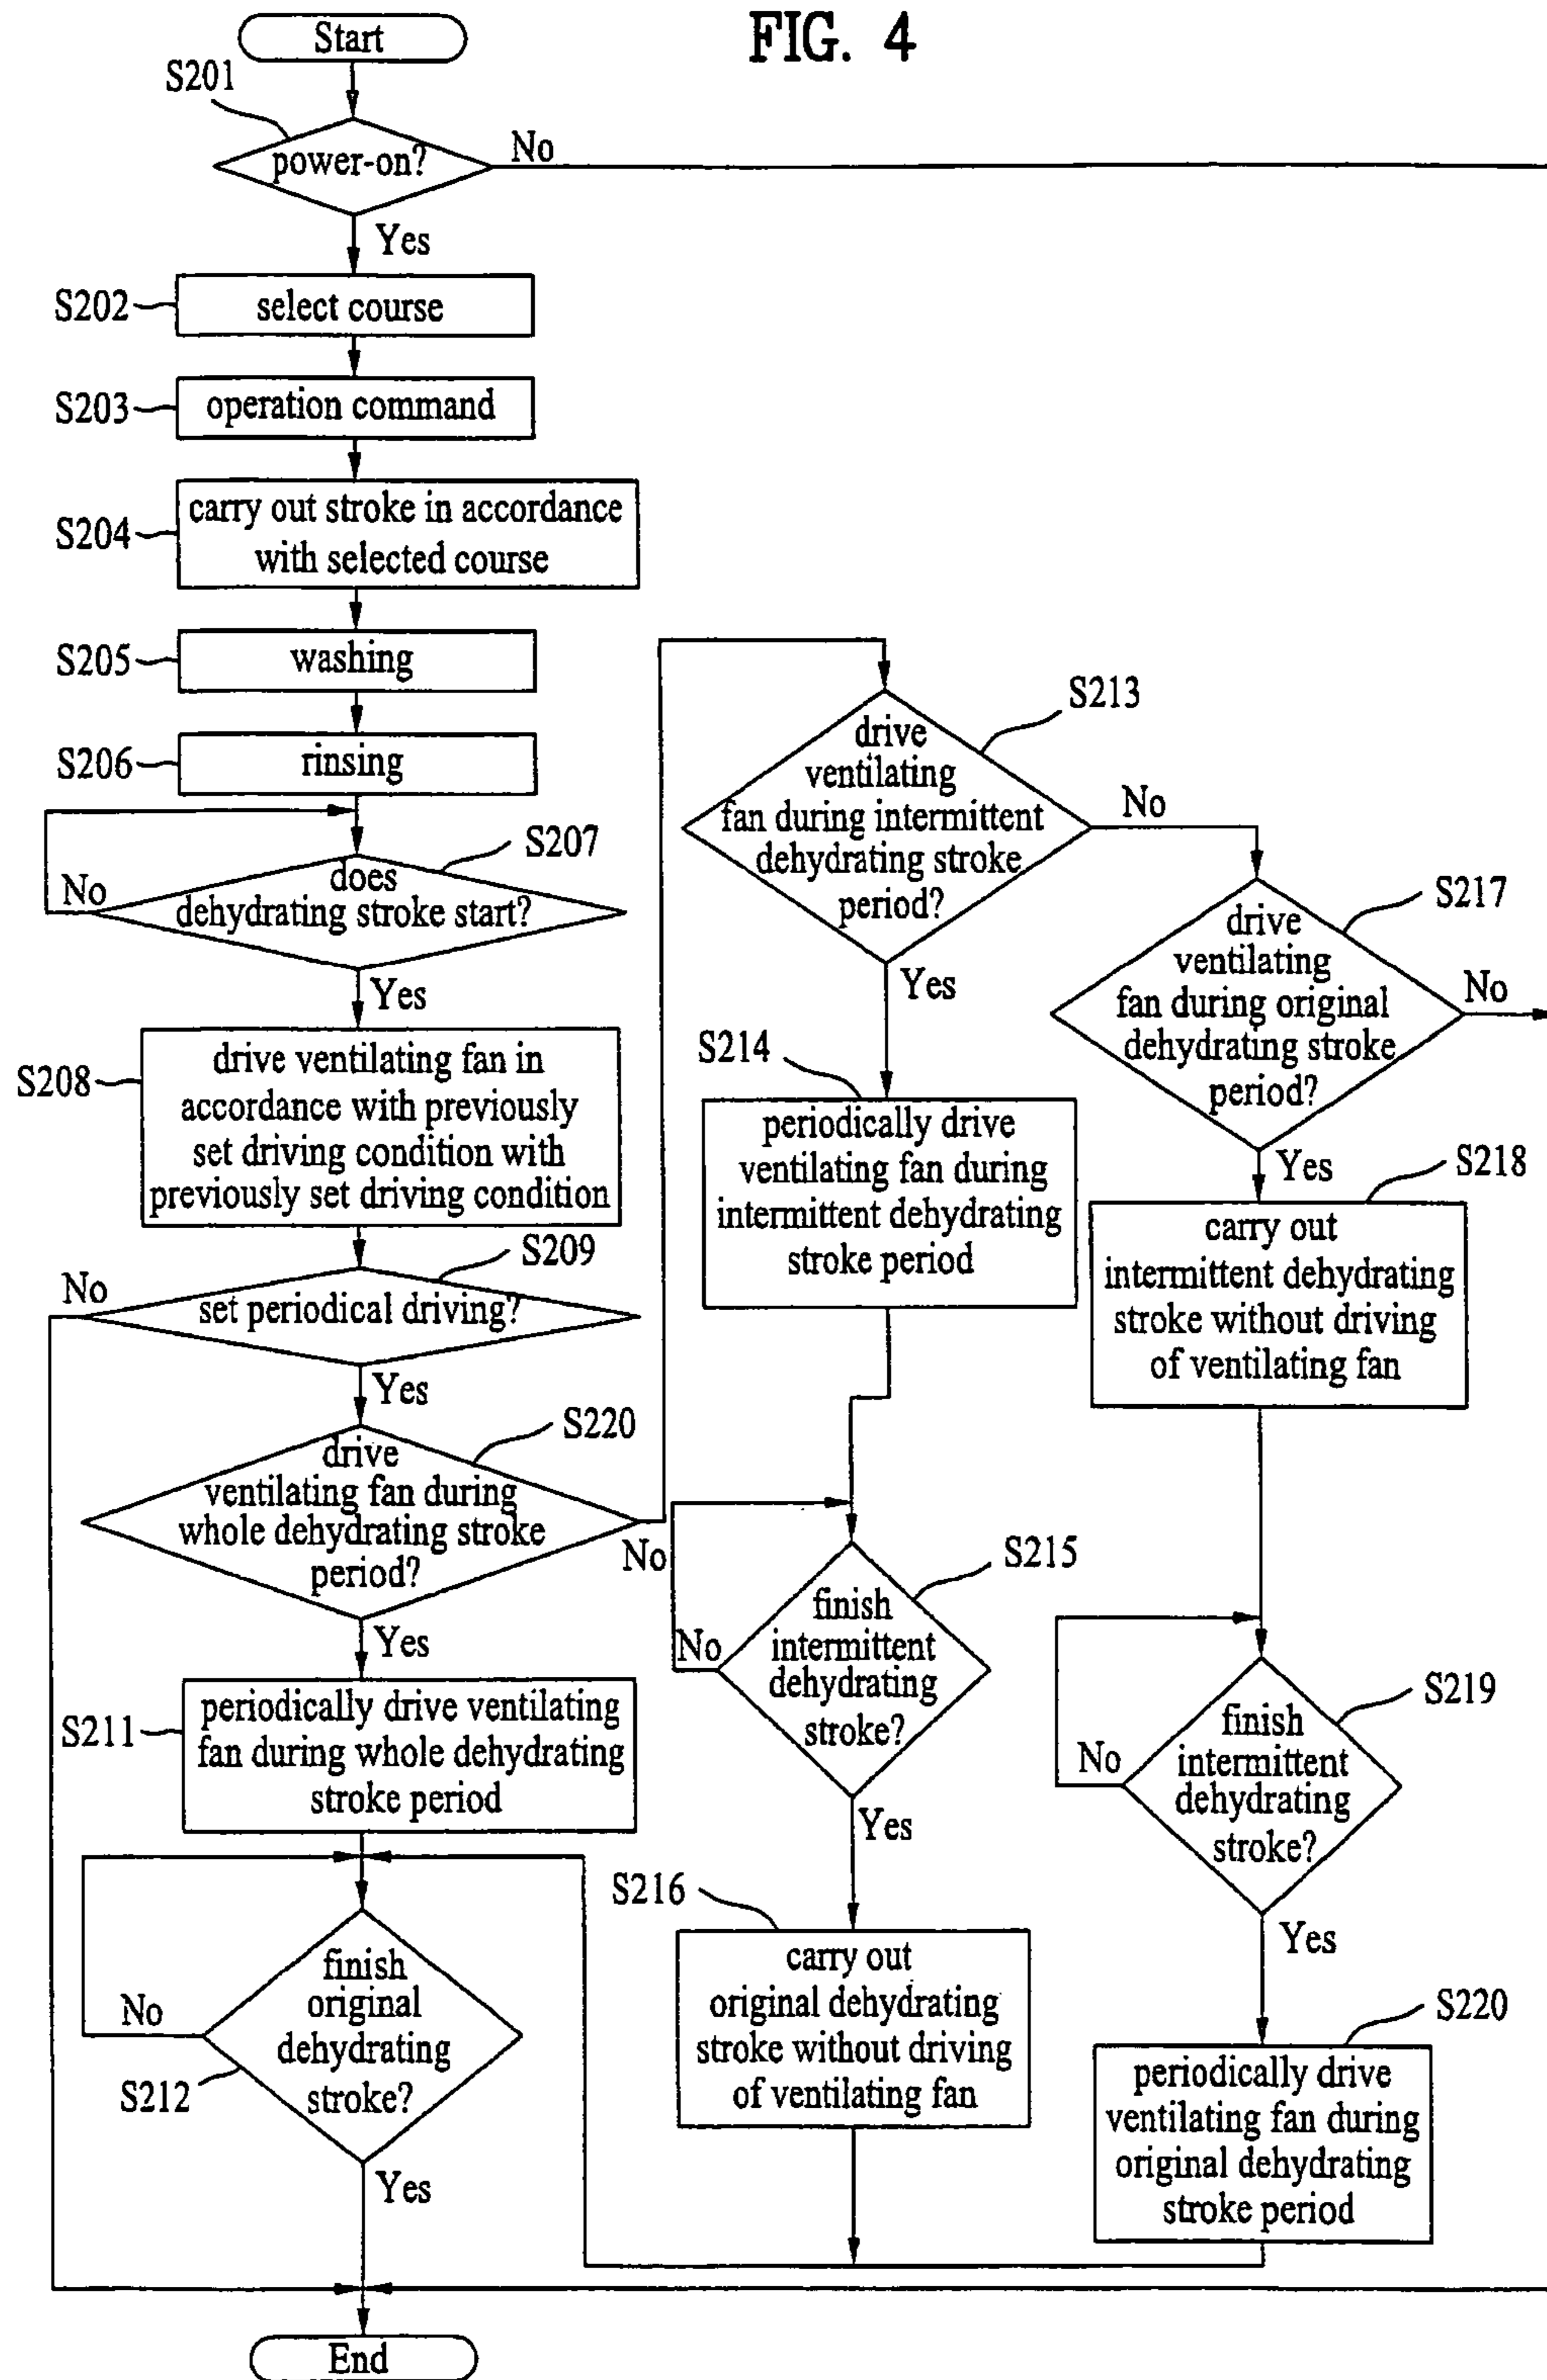 FIG. 4
Start
S201
power-on?
No
Yes
S202
select course
S203
operation command
S204
carry out stroke in accordance
with selected course
S205
washing
S206
rinsing
S207
does
dehydrating stroke start?
No
Yes
S208
drive ventilating fan in
accordance with previously
set driving condition with
previously set driving condition
S209
No
set periodical driving?
Yes
S220
drive
ventilating fan during
whole dehydrating stroke
period?
No
Yes
S211
periodically drive ventilating
fan during whole dehydrating
stroke period
finish
original
dehydrating
stroke?
No
S212
Yes
End
S213
drive
ventilating
fan during intermittent
dehydrating stroke
period?
No
Yes
S214
periodically drive
ventilating fan during
intermittent dehydrating
stroke period
S215
finish
intermittent
dehydrating
stroke?
No
Yes
S216
carry out
original dehydrating
stroke without driving
of ventilating fan
S217
drive
ventilating
fan during original
dehydrating stroke
period?
No
Yes
S218
carry out
intermittent dehydrating
stroke without driving
of ventilating fan
S219
finish
intermittent
dehydrating
stroke?
No
Yes
S220
periodically drive
ventilating fan during
original dehydrating
stroke period